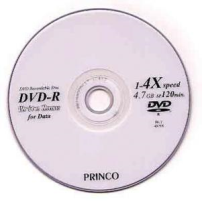 DVD Recordable Disc
DVD-R
for Data
1-4X speed
4.7GB 120min.
DVD
R
PRINCO